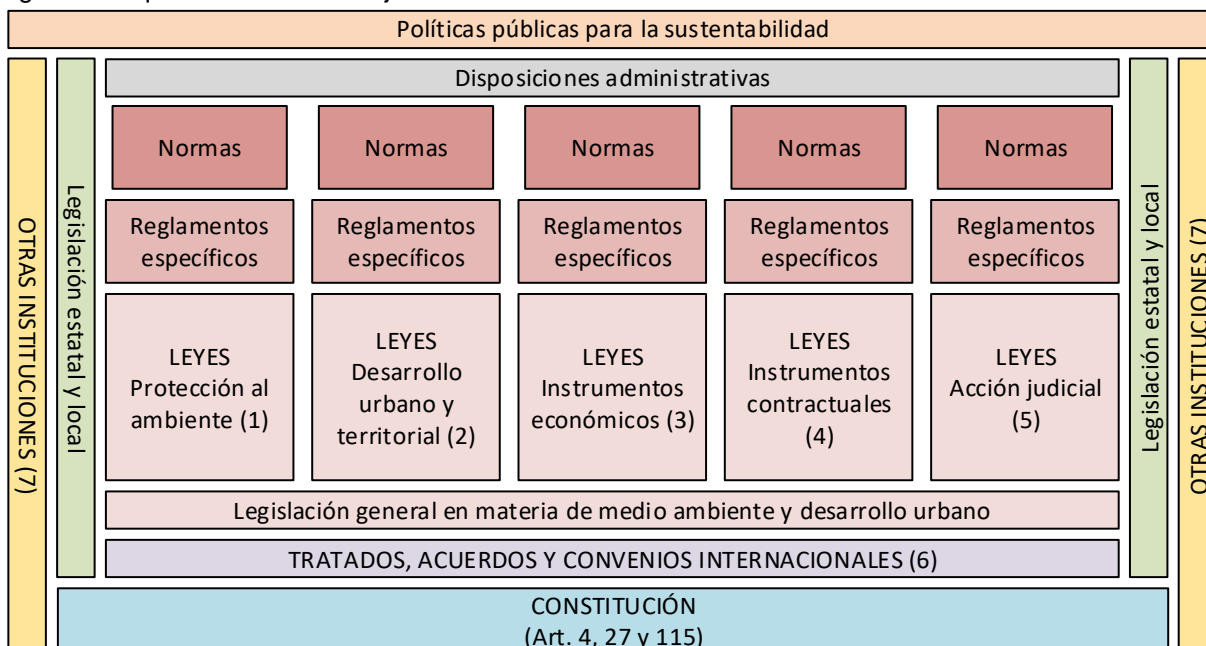 Políticas públicas para la sustentabilidad
OTRAS INSTITUCIONES (7)
Legislación estatal y local
Disposiciones administrativas
Normas
Normas
Normas
Normas
Normas
Reglamentos
específicos
Reglamentos
específicos
Reglamentos
específicos
Reglamentos
específicos
Reglamentos
específicos
LEYES
Protección al
ambiente (1)
LEYES
Desarrollo
urbano y
territorial (2)
LEYES
Instrumentos
económicos (3)
LEYES
Instrumentos
contractuales
(4)
LEYES
Acción judicial
(5)
Legislación general en materia de medio ambiente y desarrollo urbano
TRATADOS, ACUERDOS Y CONVENIOS INTERNACIONALES (6)
Legislación estatal y local
OTRAS INSTITUCIONES (7)
CONSTITUCIÓN
(Art. 4, 27 y 115)